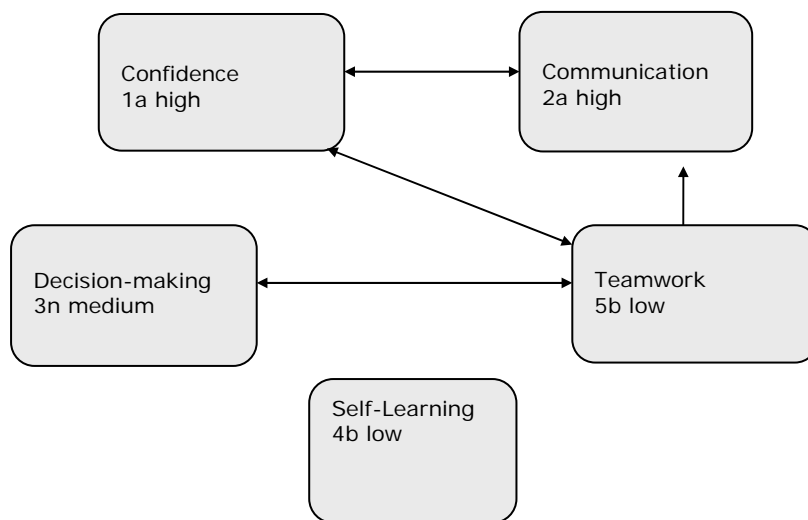 Confidence
1a high
Communication
2a high
Decision-making
3n medium
Teamwork
5b low
Self-Learning
4b low